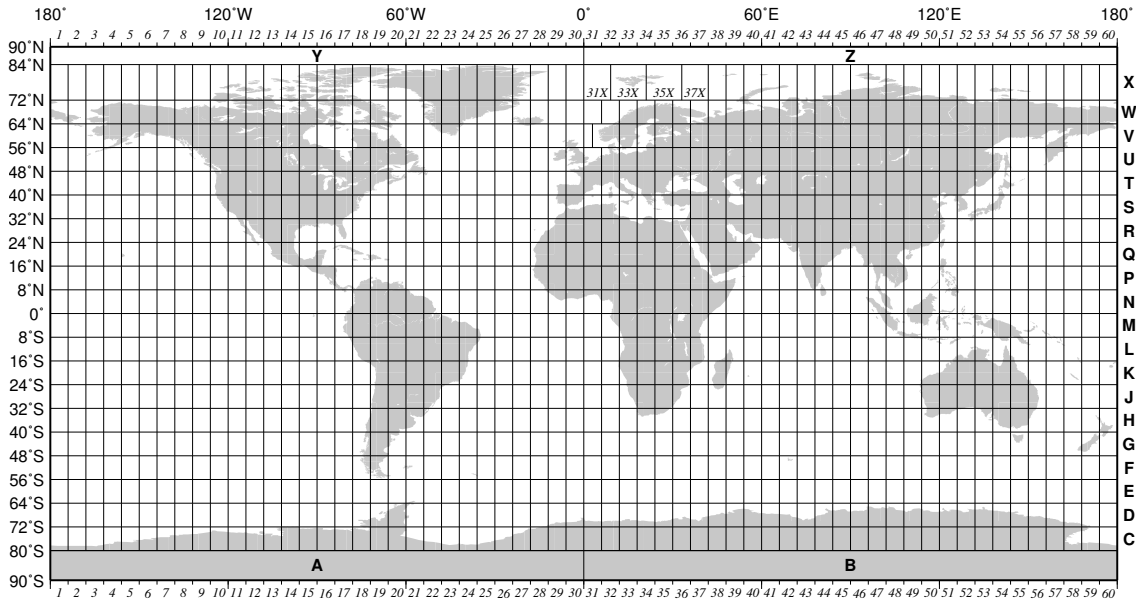 180˚ 120˚W 60˚W 0˚ 60˚E 120˚E 180˚
1 2 3 4 5 6 7 8 9 10 11 12 13 14 15 16 17 18 19 20 21 22 23 24 25 26 27 28 29 30 31 32 33 34 35 36 37 38 39 40 41 42 43 44 45 46 47 48 49 50 51 52 53 54 55 56 57 58 59 60
90˚N
Y Z
84˚N
X
31X 33X 35X 37X
72˚N
W
64˚N
V
56˚N
U
48˚N
T
40˚N
S
32˚N
R
24˚N
Q
16˚N
P
8˚N
N
0˚
M
8˚S
L
16˚S
K
24˚S
J
32˚S
H
40˚S
G
48˚S
F
56˚S
E
64˚S
D
72˚S
C
80˚S
A B
90˚S
1 2 3 4 5 6 7 8 9 10 11 12 13 14 15 16 17 18 19 20 21 22 23 24 25 26 27 28 29 30 31 32 33 34 35 36 37 38 39 40 41 42 43 44 45 46 47 48 49 50 51 52 53 54 55 56 57 58 59 60